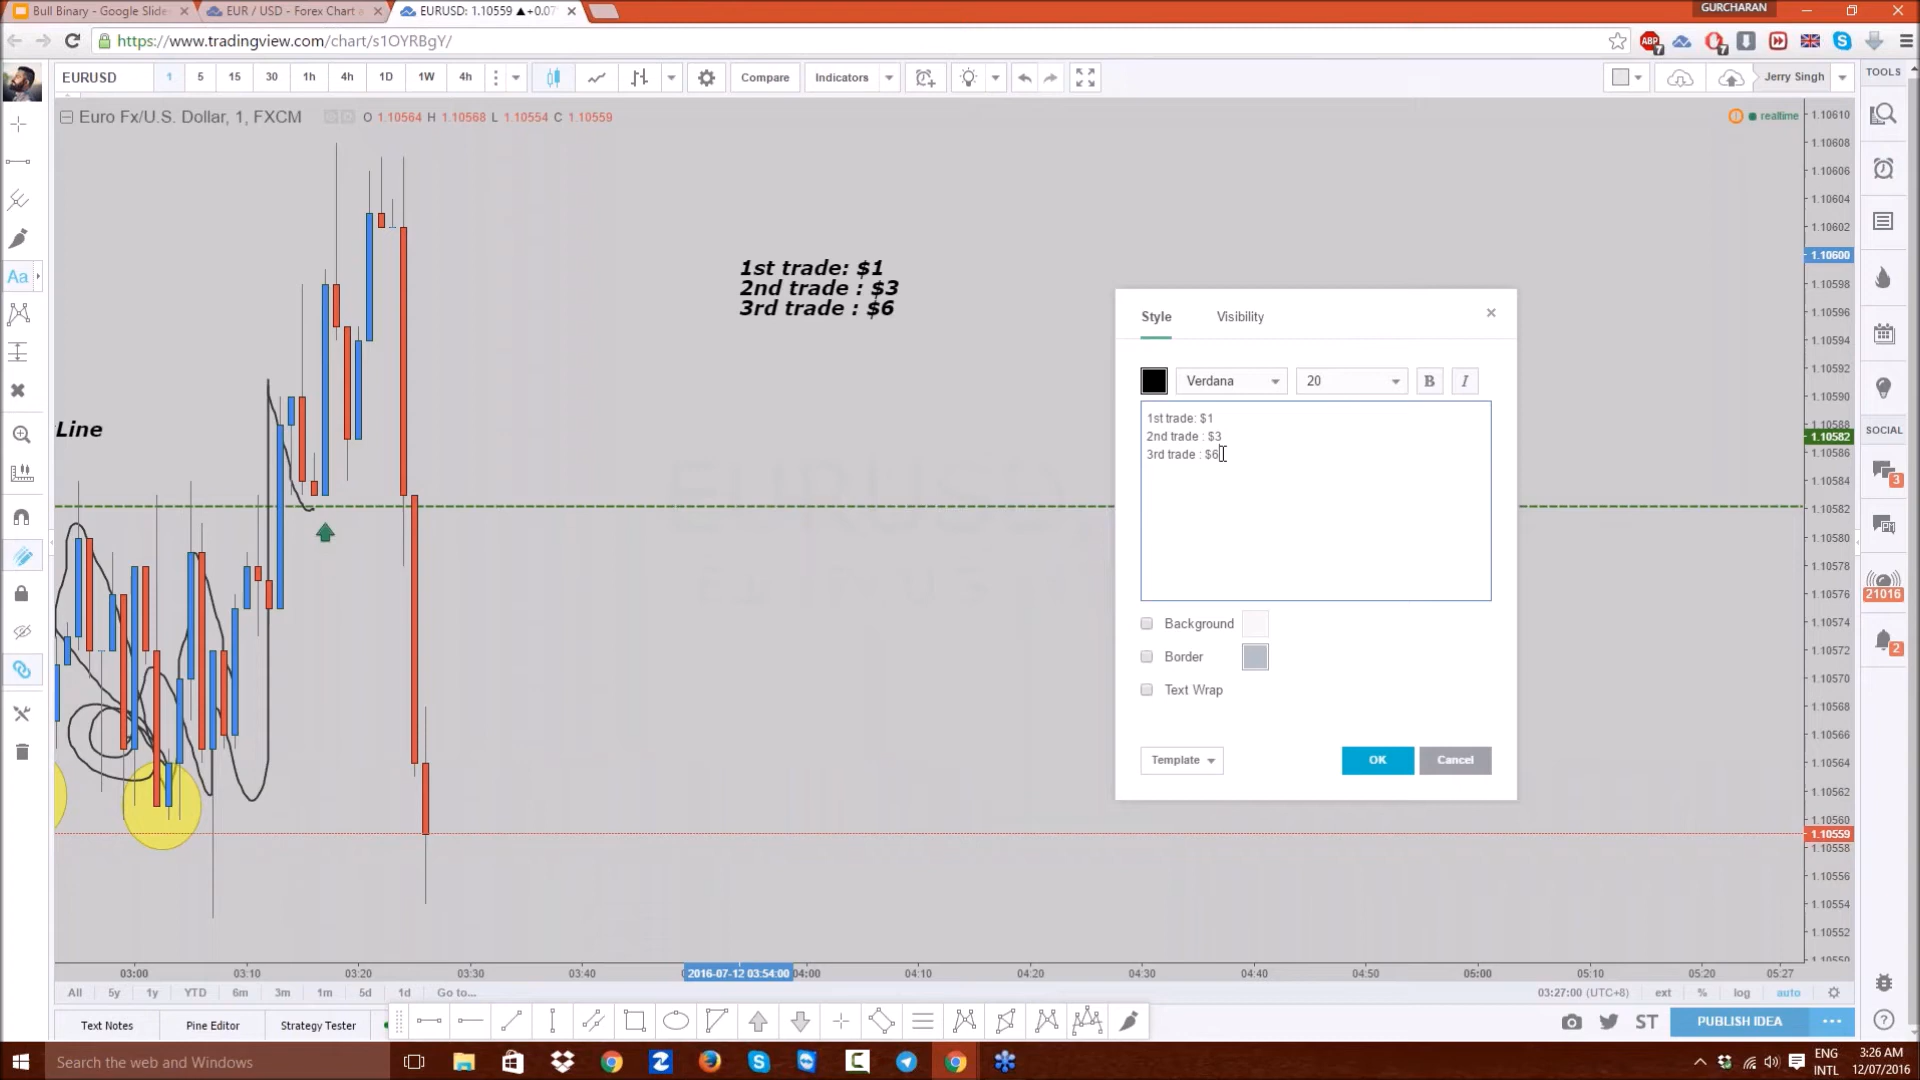 GURCHARAN
Bull Binary - Google Slide
EUR / USD - Forex Chart
EURUSD: 1.10559 ▲+0.07
https://www.tradingview.com/chart/s1OYRBgY/
EURUSD
1 5 15 30 1h 4h 1D 1W 4h
Compare
Indicators
Jerry Singh
TOOLS
Euro Fx/U.S. Dollar, 1, FXCM
O 1.10564 H 1.10568 L 1.10554 C 1.10559
realtime
1st trade: $1
2nd trade : $3
3rd trade : $6
Line
Style
Visibility
Verdana
20
B
I
1st trade: $1
2nd trade : $3
3rd trade : $6
Background
Border
Text Wrap
Template
OK
Cancel
1.10610
1.10608
1.10606
1.10604
1.10602
1.10600
1.10598
1.10596
1.10594
1.10592
1.10590
1.10588
1.10582
1.10586
1.10584
1.10582
1.10580
1.10578
1.10576
1.10574
1.10572
1.10570
1.10568
1.10566
1.10564
1.10562
1.10560
1.10559
1.10558
1.10556
1.10554
1.10552
1.10550
SOCIAL
3
21016
2
03:00 03:10 03:20 03:30 03:40 2016-07-12 03:54:00 04:00 04:10 04:20 04:30 04:40 04:50 05:00 05:10 05:20 05:27
All 5y 1y YTD 6m 3m 1m 5d 1d Go to...
03:27:00 (UTC+8) ext % log auto
Text Notes
Pine Editor
Strategy Tester
ST
PUBLISH IDEA
Search the web and Windows
ENG
INTL
3:26 AM
12/07/2016